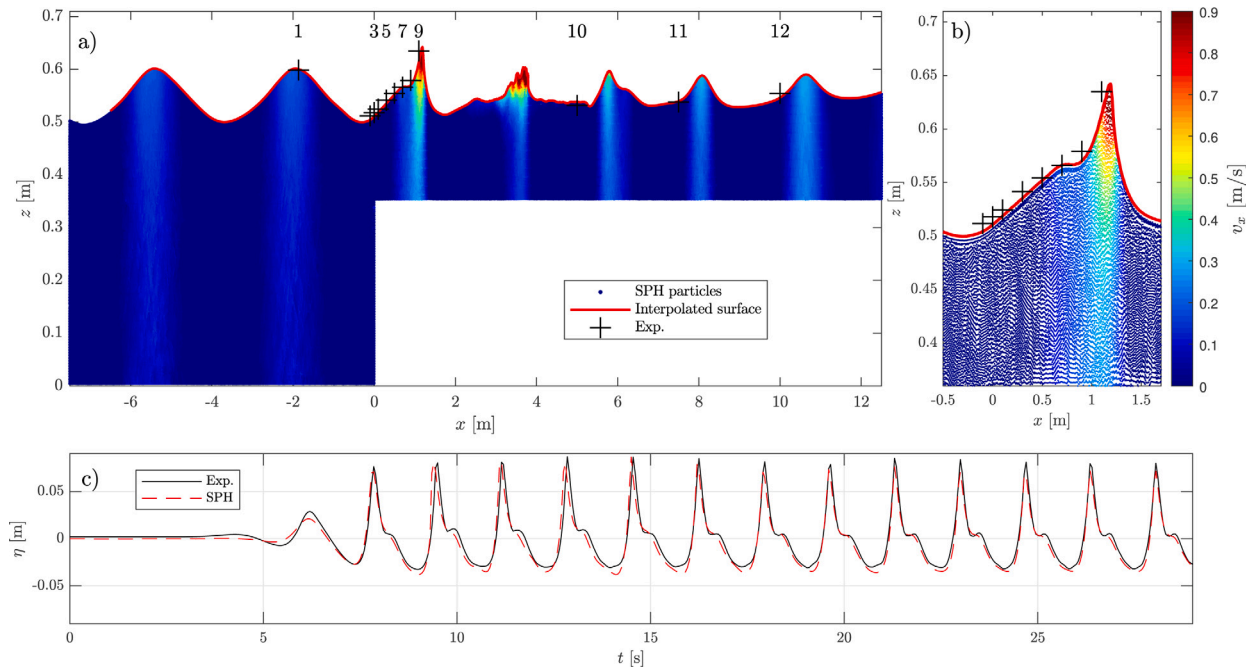 0.7
0.6
0.5
0.4
0.3
0.2
0.1
0
z [m]
a)
1 3 5 7 9 10 11 12
SPH particles
Interpolated surface
Exp.
-6 -4 -2 0 2 4 6 8 10 12
x [m]
b)
0.7
0.65
0.6
0.55
0.5
0.45
0.4
z [m]
-0.5 0 0.5 1 1.5
x [m]
0.9
0.8
0.7
0.6
0.5
0.4
0.3
0.2
0.1
0
vₓ [m/s]
c)
Exp.
SPH
0.05
0
-0.05
η [m]
0 5 10 15 20 25
t [s]